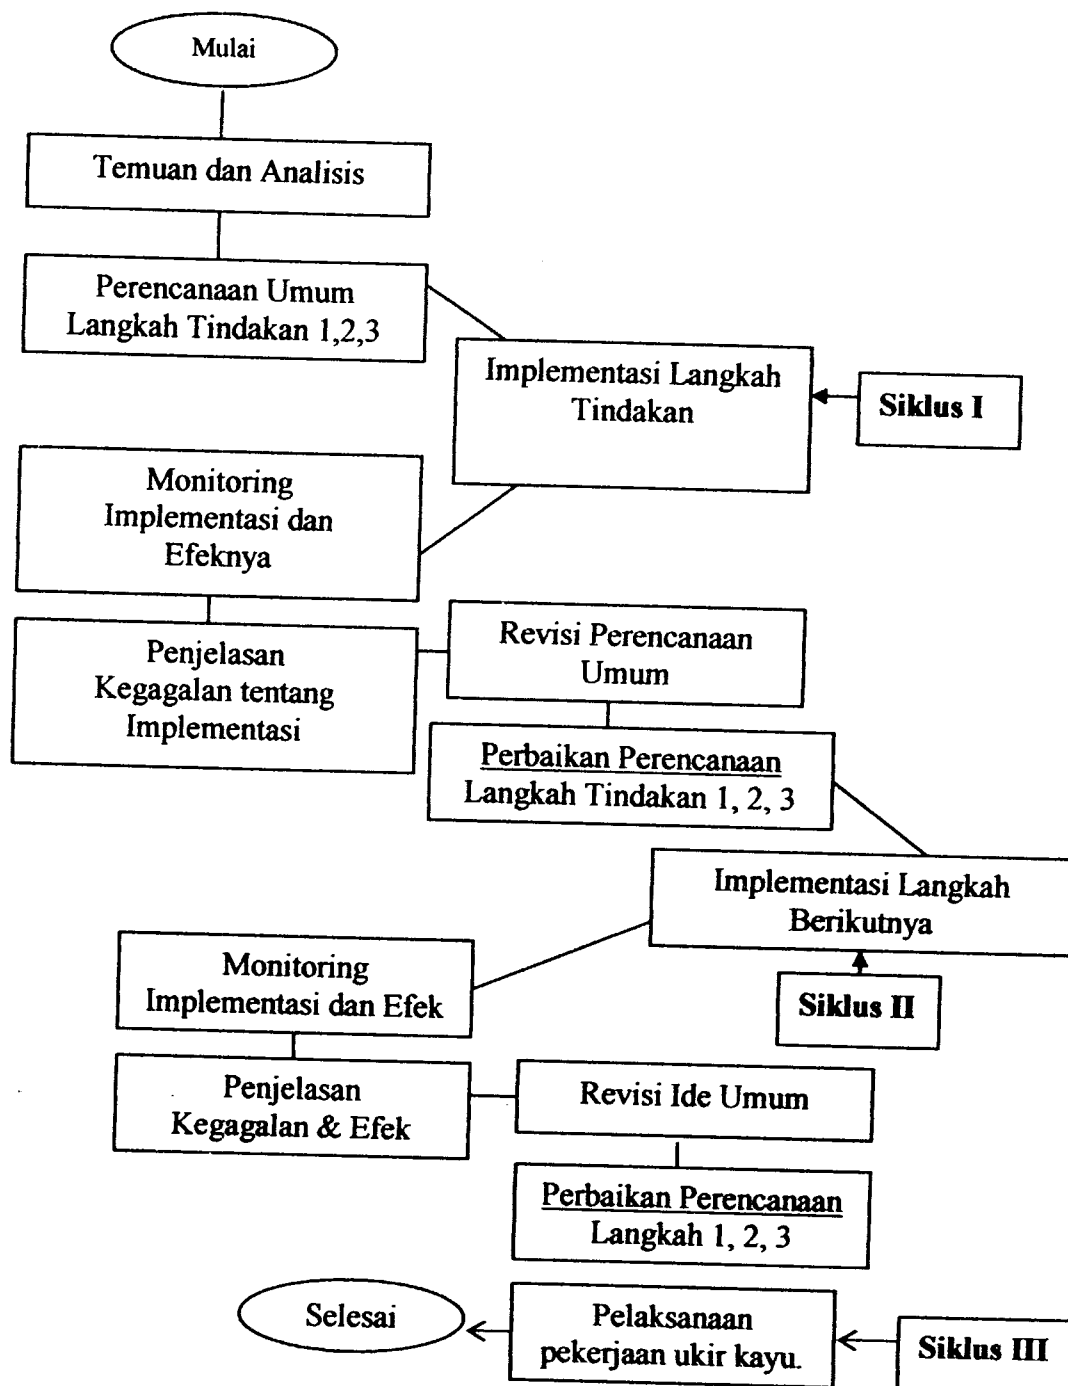 Mulai
Temuan dan Analisis
Perencanaan Umum
Langkah Tindakan 1,2,3
Implementasi Langkah
Tindakan
Siklus I
Monitoring
Implementasi dan
Efeknya
Penjelasan
Kegagalan tentang
Implementasi
Revisi Perencanaan
Umum
Perbaikan Perencanaan
Langkah Tindakan 1, 2, 3
Implementasi Langkah
Berikutnya
Siklus II
Monitoring
Implementasi dan Efek
Penjelasan
Kegagalan & Efek
Revisi Ide Umum
Perbaikan Perencanaan
Langkah 1, 2, 3
Selesai
Pelaksanaan
pekerjaan ukir kayu.
Siklus III